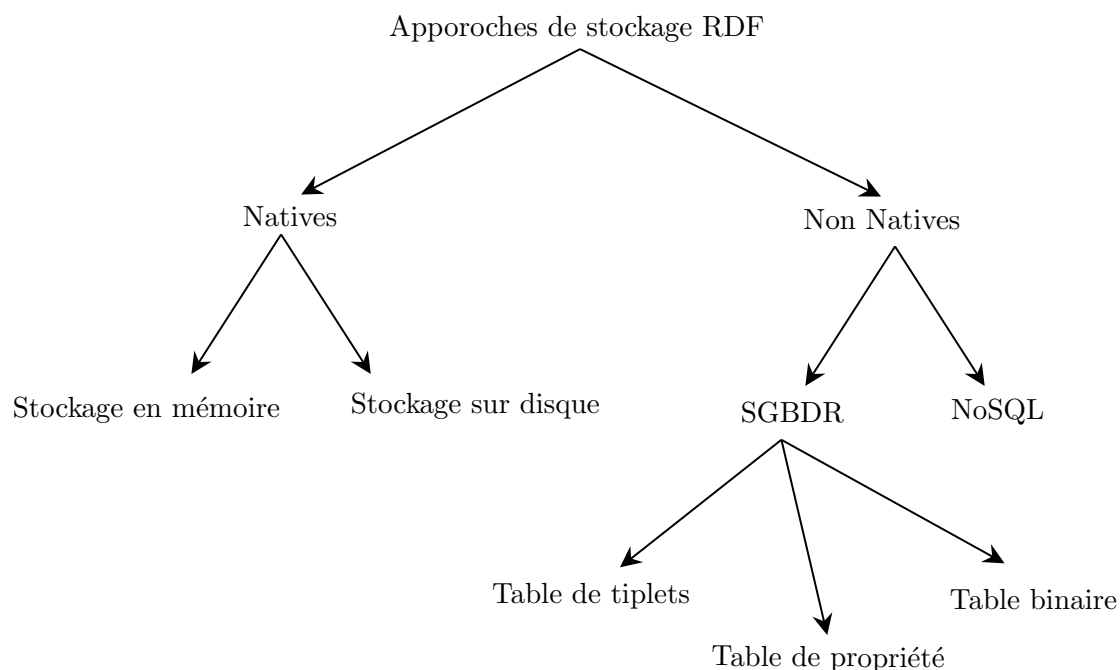 Apporoches de stockage RDF
Natives
Non Natives
Stockage en mémoire
Stockage sur disque
SGBDR
NoSQL
Table de tiplets
Table binaire
Table de propriété